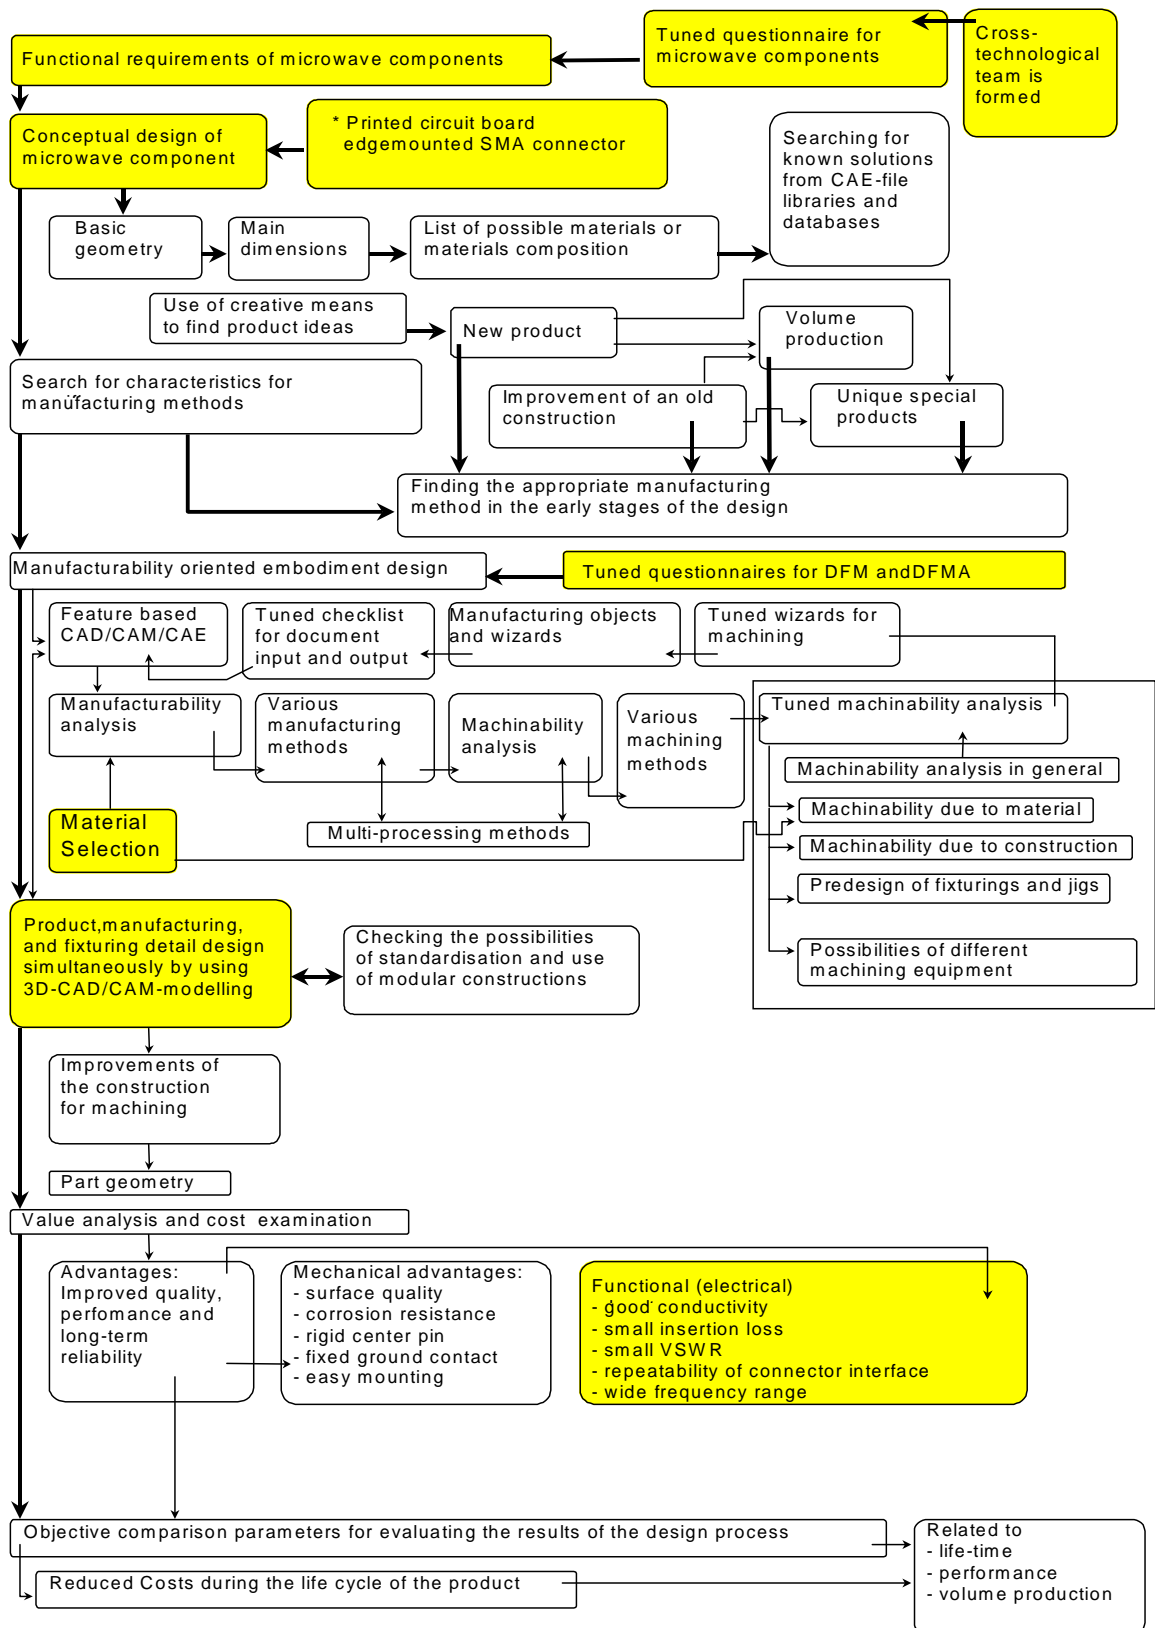 Tuned questionnaire for
microwave components
Cross-
technological
team is
formed
Functional requirements of microwave components
Conceptual design of
microwave component
* Printed circuit board
edgemounted SMA connector
Searching for
known solutions
from CAE-file
libraries and
databases
Basic
geometry
Main
dimensions
List of possible materials or
materials composition
Use of creative means
to find product ideas
New product
Volume
production
Search for characteristics for
manufacturing methods
Improvement of an old
construction
Unique special
products
Finding the appropriate manufacturing
method in the early stages of the design
Manufacturability oriented embodiment design
Tuned questionnaires for DFM andDFMA
Feature based
CAD/CAM/CAE
Tuned checklist
for document
input and output
Manufacturing objects
and wizards
Tuned wizards for
machining
Manufacturability
analysis
Various
manufacturing
methods
Machinability
analysis
Various
machining
methods
Tuned machinability analysis
Machinability analysis in general
Machinability due to material
Machinability due to construction
Predesign of fixturings and jigs
Possibilities of different
machining equipment
Material
Selection
Multi-processing methods
Product,manufacturing,
and fixturing detail design
simultaneously by using
3D-CAD/CAM-modelling
Checking the possibilities
of standardisation and use
of modular constructions
Improvements of
the construction
for machining
Part geometry
Value analysis and cost examination
Advantages:
Improved quality,
perfomance and
long-term
reliability
Mechanical advantages:
- surface quality
- corrosion resistance
- rigid center pin
- fixed ground contact
- easy mounting
Functional (electrical)
- good conductivity
- small insertion loss
- small VSWR
- repeatability of connector interface
- wide frequency range
Objective comparison parameters for evaluating the results of the design process
Reduced Costs during the life cycle of the product
Related to
- life-time
- performance
- volume production